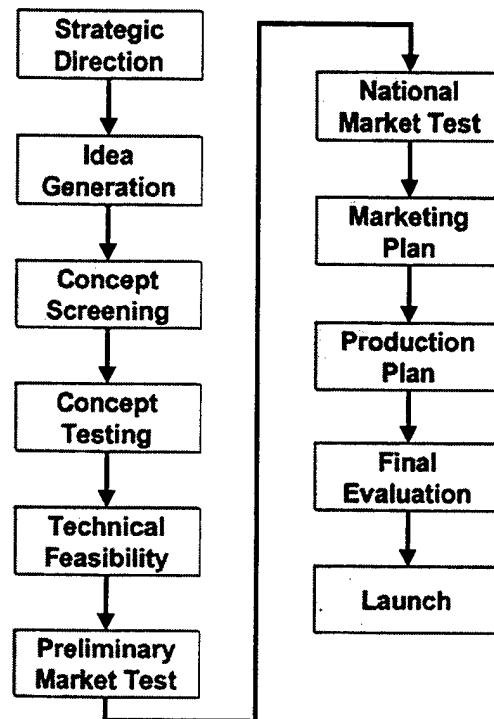 Strategic
Direction
Idea
Generation
Concept
Screening
Concept
Testing
Technical
Feasibility
Preliminary
Market Test
National
Market Test
Marketing
Plan
Production
Plan
Final
Evaluation
Launch